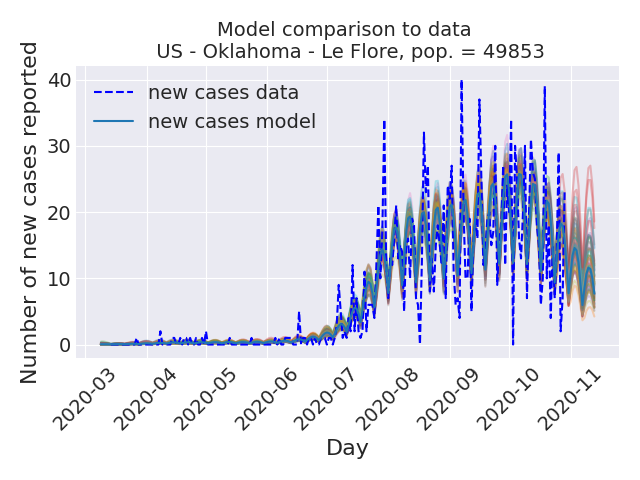 Model comparison to data
US - Oklahoma - Le Flore, pop. = 49853
Number of new cases reported
40
30
20
10
0
new cases data
new cases model
2020-03
2020-04
2020-05
2020-06
2020-07
2020-08
2020-09
2020-10
2020-11
Day